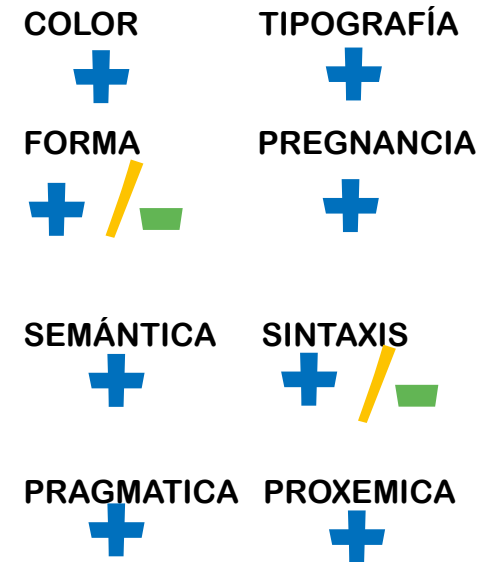 COLOR TIPOGRAFÍA
FORMA PREGNANCIA
SEMÁNTICA SINTAXIS
PRAGMATICA PROXEMICA